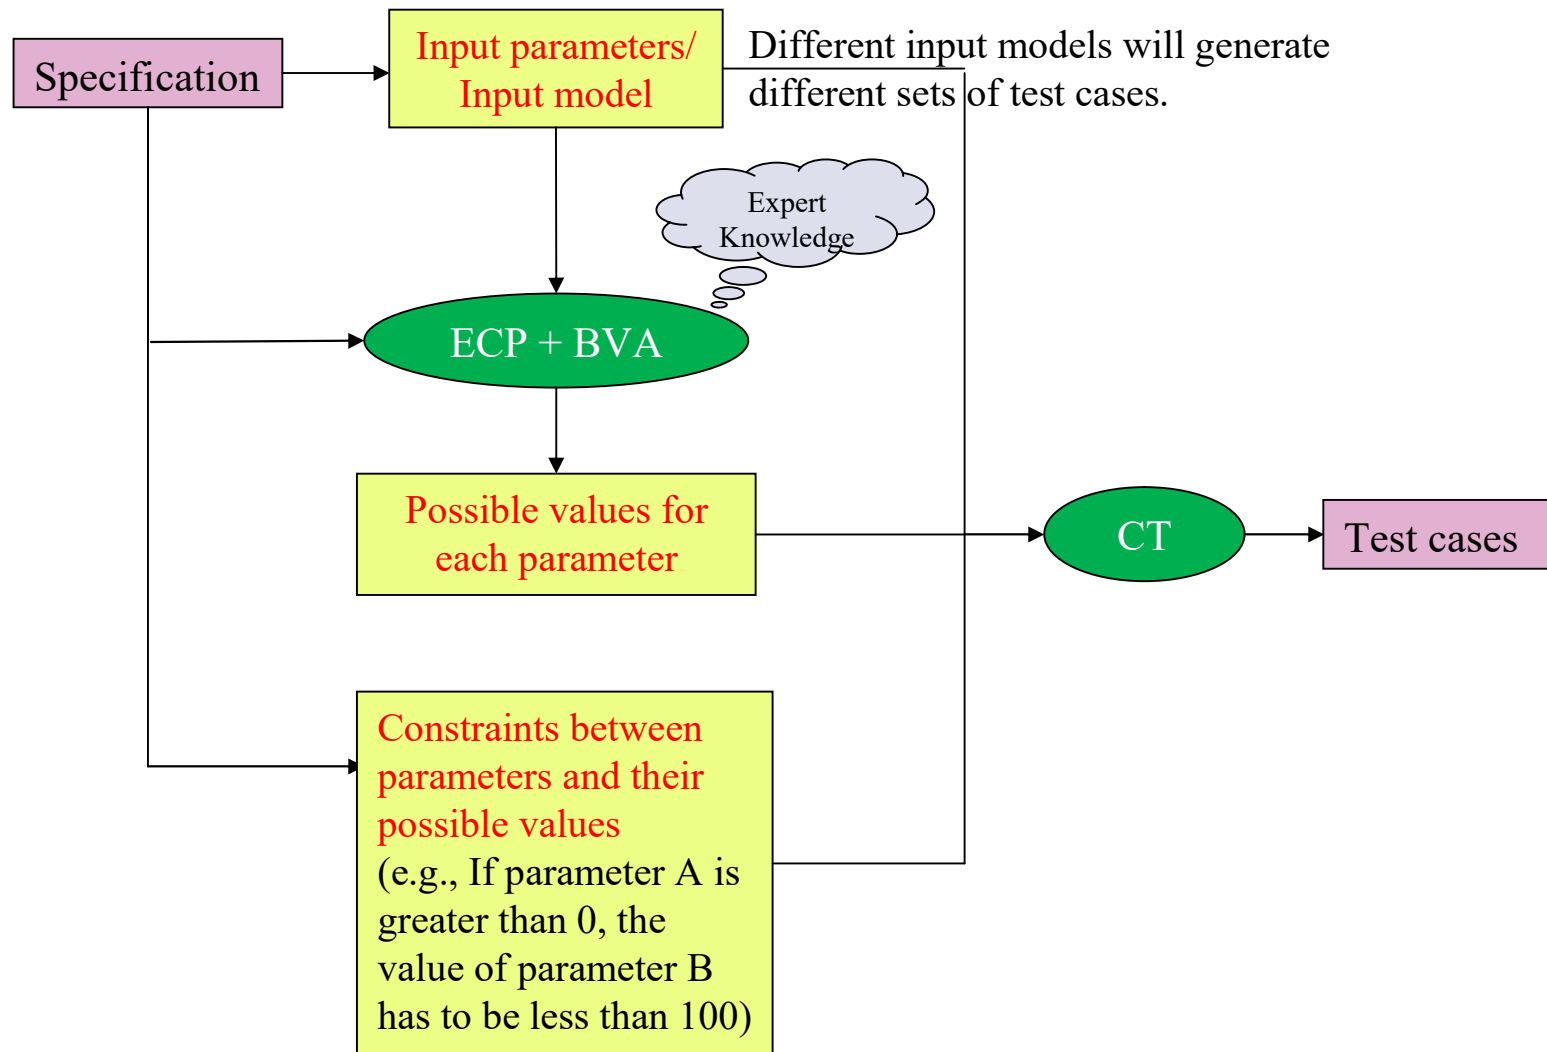 Specification
Input parameters/
Input model
Different input models will generate
different sets of test cases.
Expert
Knowledge
ECP + BVA
Possible values for
each parameter
CT
Test cases
Constraints between
parameters and their
possible values
(e.g., If parameter A is
greater than 0, the
value of parameter B
has to be less than 100)